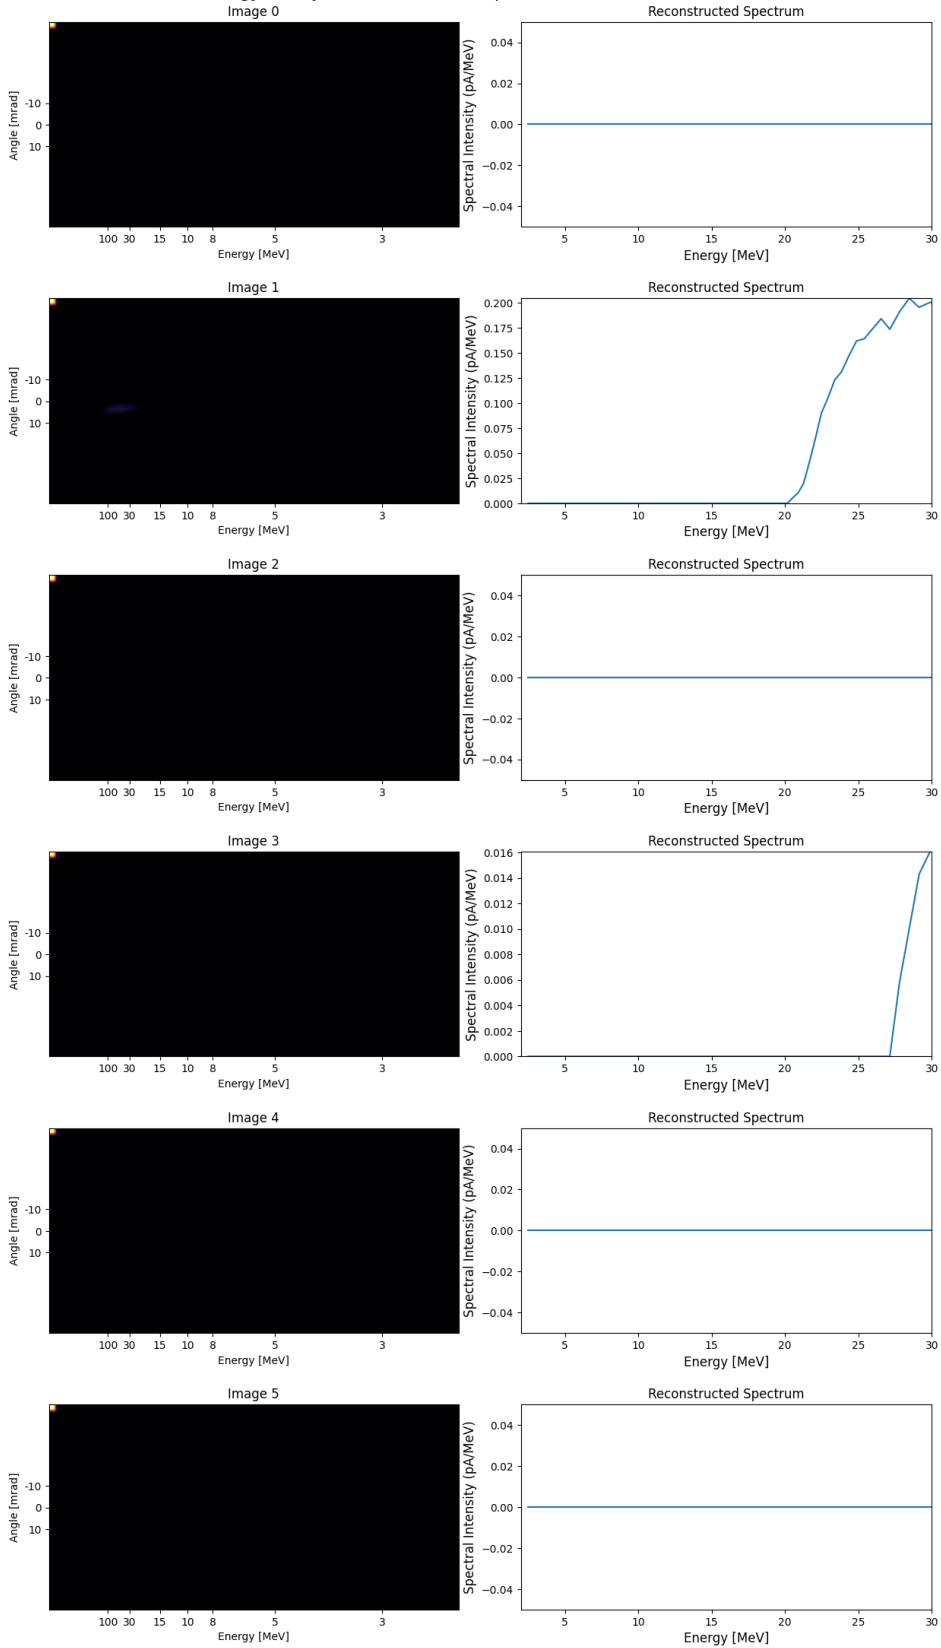 Image 0
Reconstructed Spectrum
Angle [mrad]
-10
0
10
100 30 15 10 8 5 3
Energy [MeV]
Spectral Intensity (pA/MeV)
0.04
0.02
0.00
−0.02
−0.04
5 10 15 20 25 30
Energy [MeV]
Image 1
Reconstructed Spectrum
Angle [mrad]
-10
0
10
100 30 15 10 8 5 3
Energy [MeV]
Spectral Intensity (pA/MeV)
0.200
0.175
0.150
0.125
0.100
0.075
0.050
0.025
0.000
5 10 15 20 25 30
Energy [MeV]
Image 2
Reconstructed Spectrum
Angle [mrad]
-10
0
10
100 30 15 10 8 5 3
Energy [MeV]
Spectral Intensity (pA/MeV)
0.04
0.02
0.00
−0.02
−0.04
5 10 15 20 25 30
Energy [MeV]
Image 3
Reconstructed Spectrum
Angle [mrad]
-10
0
10
100 30 15 10 8 5 3
Energy [MeV]
Spectral Intensity (pA/MeV)
0.016
0.014
0.012
0.010
0.008
0.006
0.004
0.002
0.000
5 10 15 20 25 30
Energy [MeV]
Image 4
Reconstructed Spectrum
Angle [mrad]
-10
0
10
100 30 15 10 8 5 3
Energy [MeV]
Spectral Intensity (pA/MeV)
0.04
0.02
0.00
−0.02
−0.04
5 10 15 20 25 30
Energy [MeV]
Image 5
Reconstructed Spectrum
Angle [mrad]
-10
0
10
100 30 15 10 8 5 3
Energy [MeV]
Spectral Intensity (pA/MeV)
0.04
0.02
0.00
−0.02
−0.04
5 10 15 20 25 30
Energy [MeV]